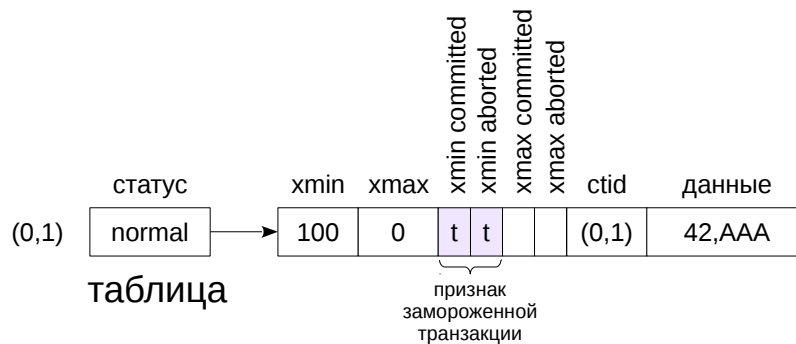 xmin committed
xmin aborted
xmax committed
xmax aborted
статус xmin xmax ctid данные
(0,1) normal 100 0 t t (0,1) 42,AAA
таблица
признак
замороженной
транзакции